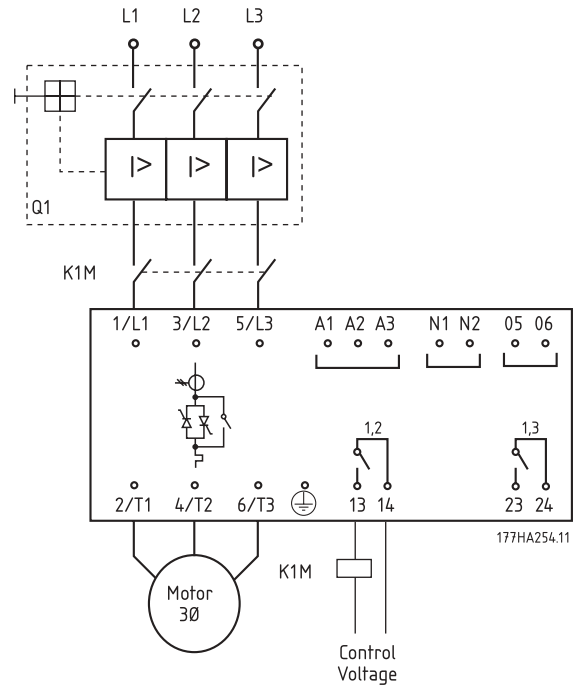 L1 L2 L3
I> I> I>
Q1
K1M
1/L1 3/L2 5/L3 A1 A2 A3 N1 N2 05 06
1,2 1,3
2/T1 4/T2 6/T3 13 14 23 24
177HA254.11
K1M
Motor
3Ø
Control
Voltage